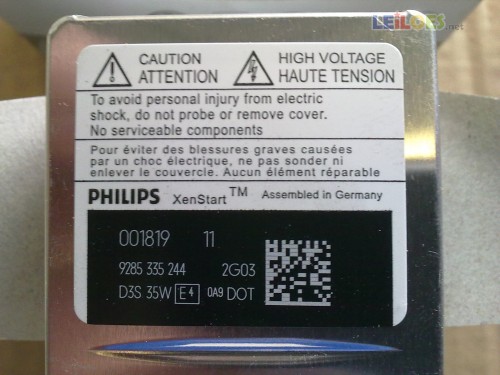 LEILOES.net
CAUTION
ATTENTION
HIGH VOLTAGE
HAUTE TENSION
To avoid personal injury from electric
shock, do not probe or remove cover.
No serviceable components
Pour éviter des blessures graves causées
par un choc électrique, ne pas sonder ni
enlever le couvercle. Aucun élément réparable
PHILIPS XenStart™ Assembled in Germany
001819 11
9285 335 244 2G03
D3S 35W E4 0A9 DOT